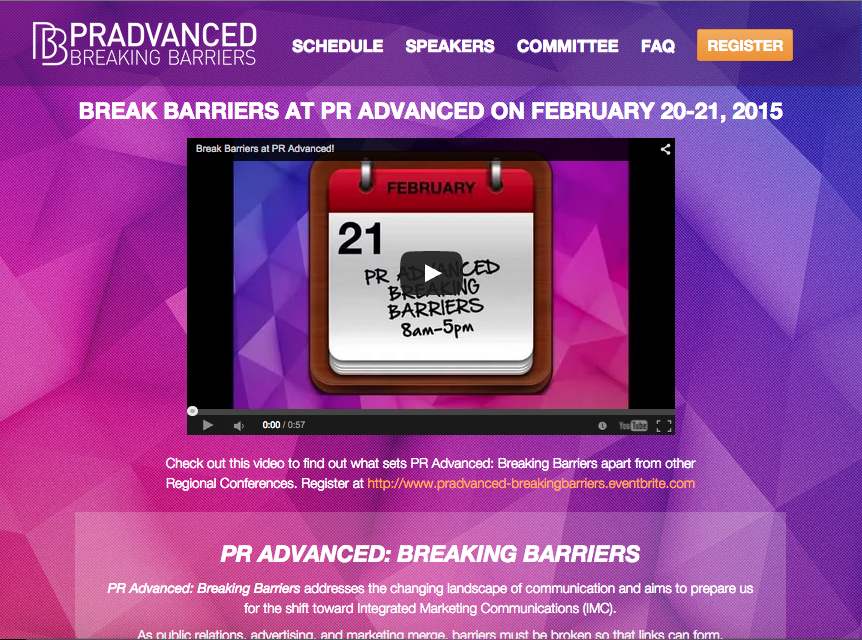 PRADVANCED
BREAKING BARRIERS
SCHEDULE SPEAKERS COMMITTEE FAQ REGISTER
BREAK BARRIERS AT PR ADVANCED ON FEBRUARY 20-21, 2015
Break Barriers at PR Advanced!
FEBRUARY
21
PR ADVANCED
BREAKING
BARRIERS
8am-5pm
0:00 / 0:57
YouTube
Check out this video to find out what sets PR Advanced: Breaking Barriers apart from other
Regional Conferences. Register at http://www.pradvanced-breakingbarriers.eventbrite.com
PR ADVANCED: BREAKING BARRIERS
PR Advanced: Breaking Barriers addresses the changing landscape of communication and aims to prepare us
for the shift toward Integrated Marketing Communications (IMC).
As public relations, advertising, and marketing merge, barriers must be broken so that links can form.